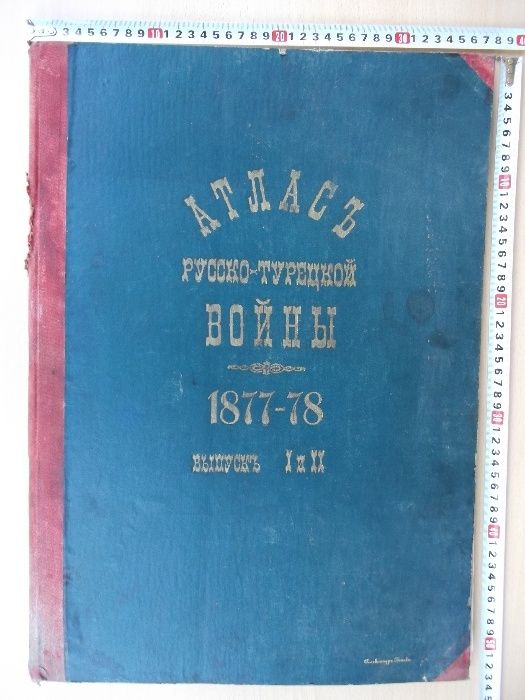 АТЛАСЪ
РУССКО-ТУРЕЦКОЙ
ВОЙНЫ
1877-78
ВЫПУСКЪ I и II